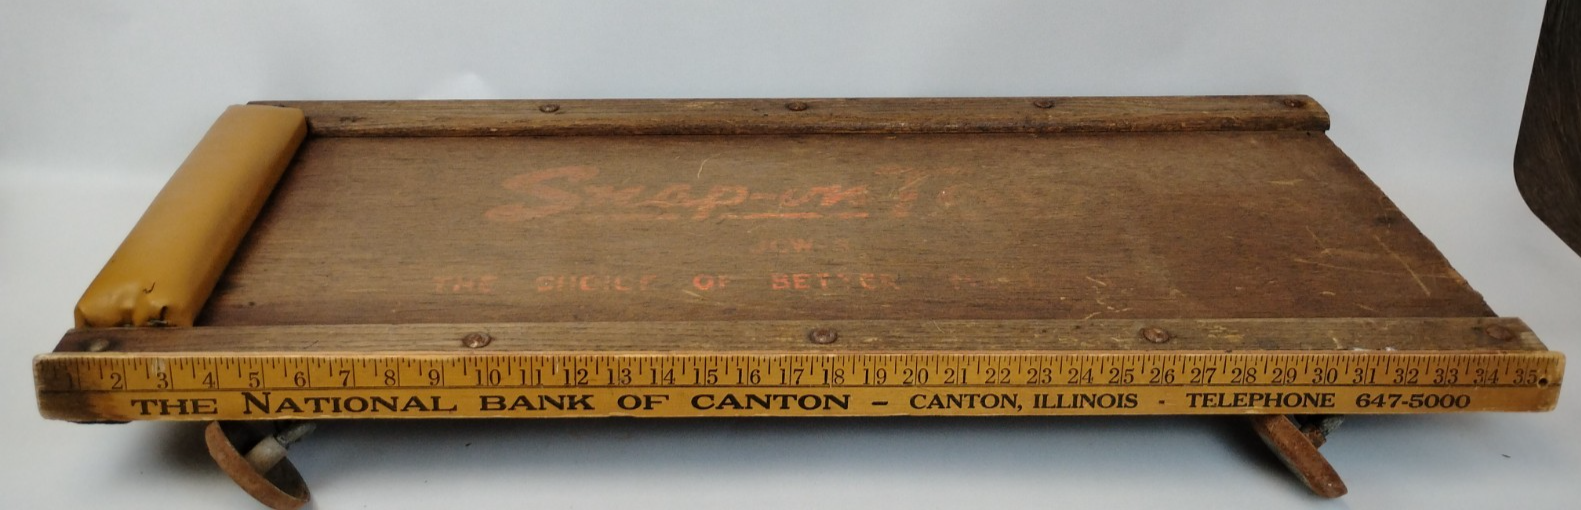 Snap-on
JCW-3
THE CHOICE OF BETTER
1 2 3 4 5 6 7 8 9 10 11 12 13 14 15 16 17 18 19 20 21 22 23 24 25 26 27 28 29 30 31 32 33 34 35
THE NATIONAL BANK OF CANTON – CANTON, ILLINOIS · TELEPHONE 647-5000